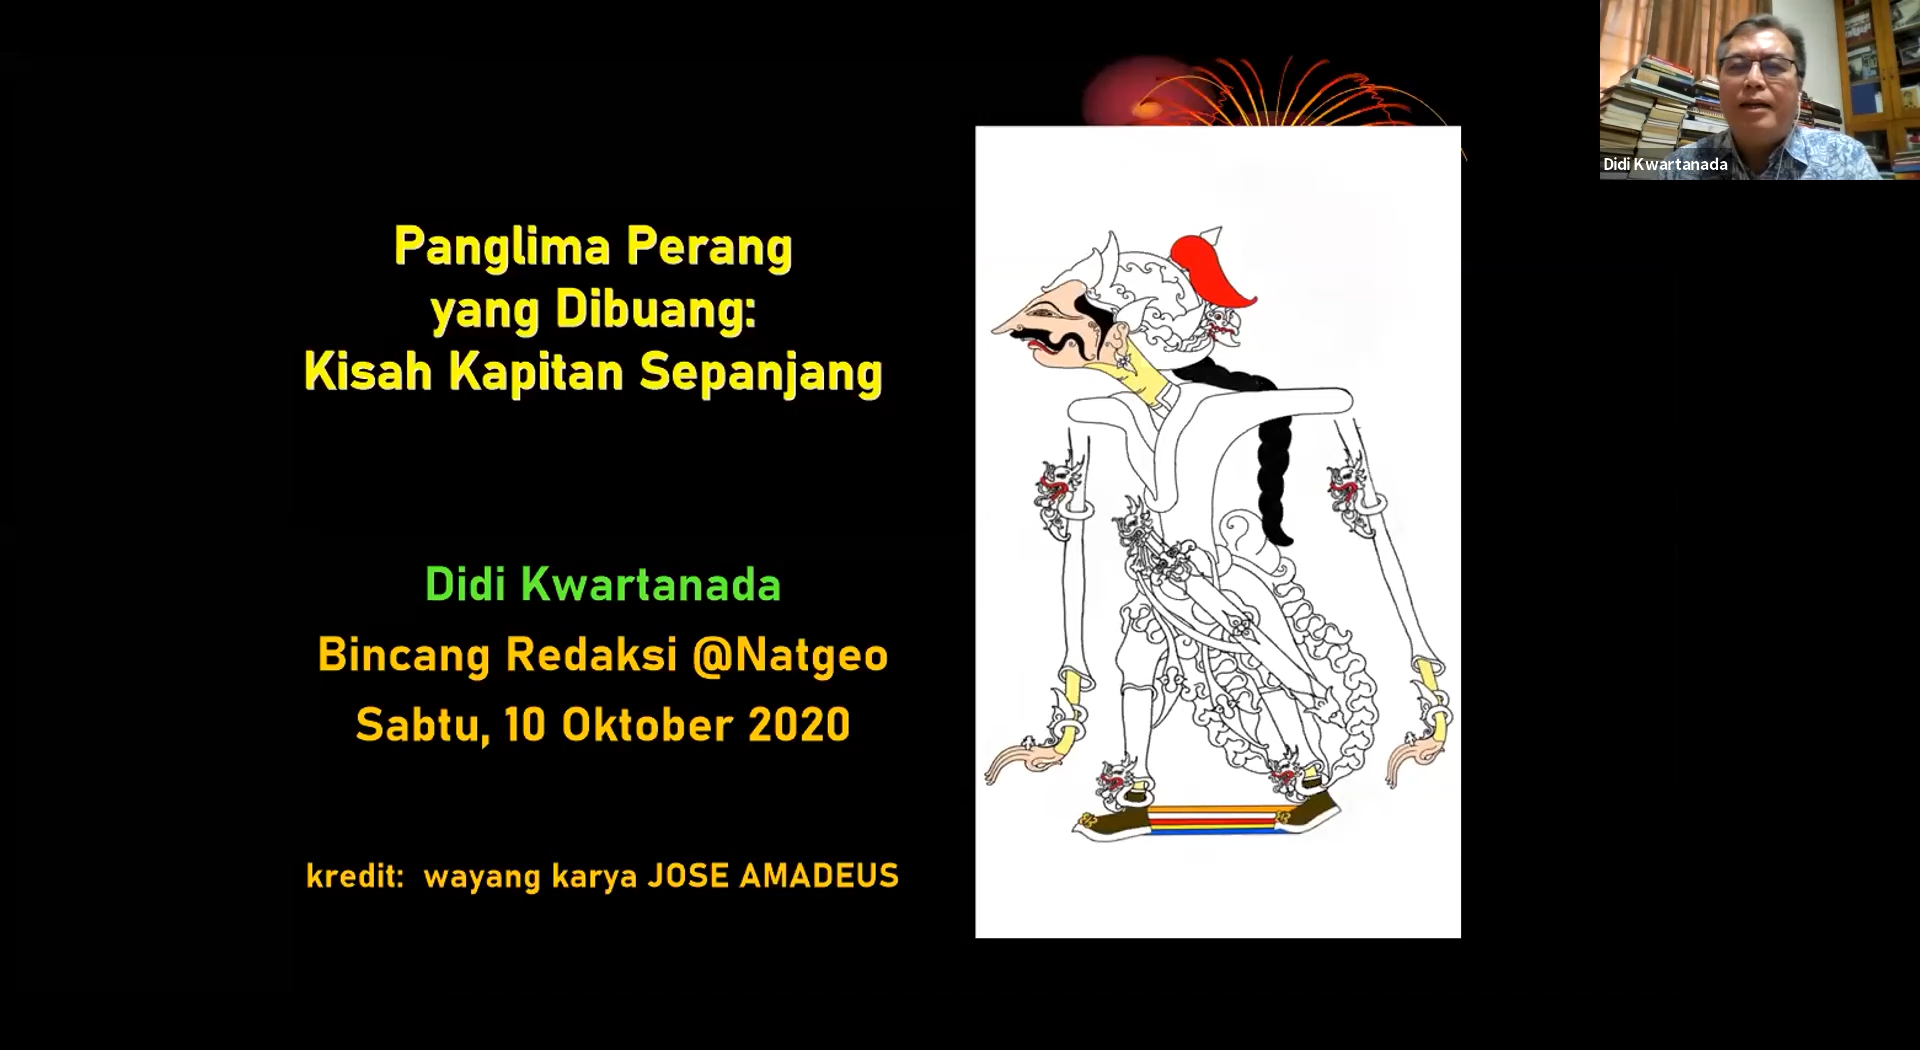 Panglima Perang
yang Dibuang:
Kisah Kapitan Sepanjang
Didi Kwartanada
Bincang Redaksi @Natgeo
Sabtu, 10 Oktober 2020
kredit: wayang karya JOSE AMADEUS
Didi Kwartanada